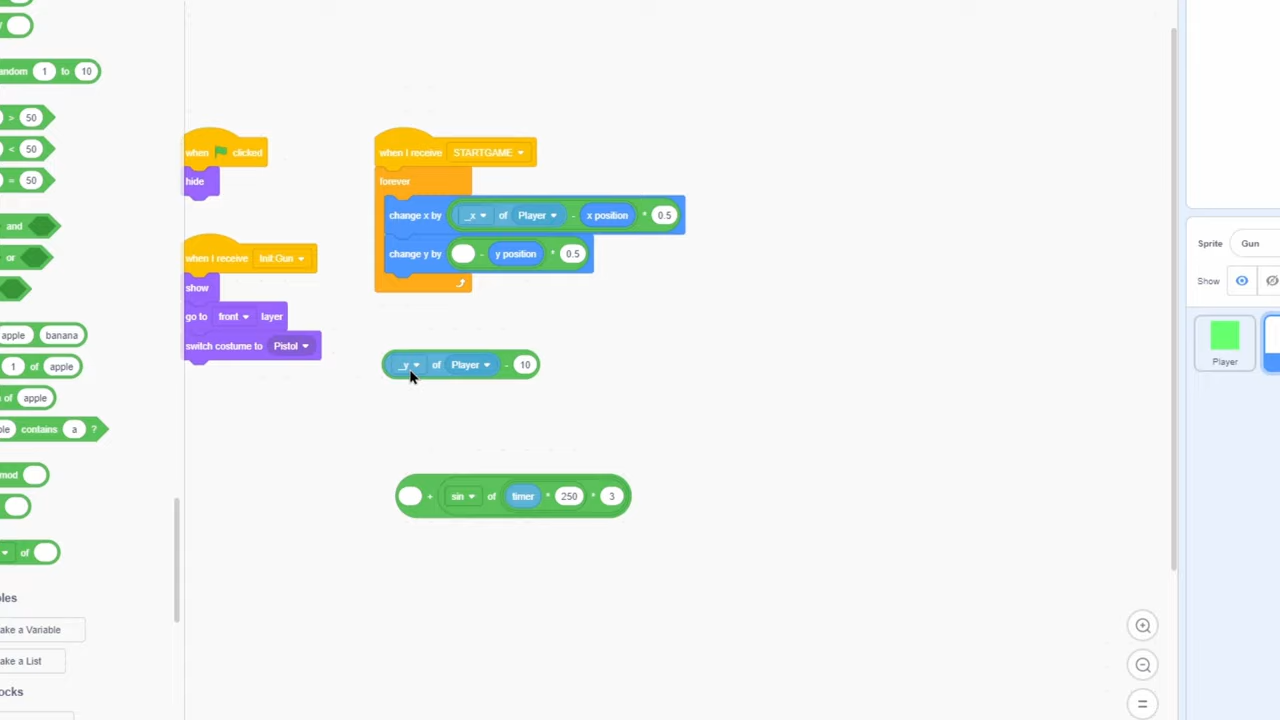 andom 1 to 10
> 50
< 50
= 50
and
or
apple banana
1 of apple
of apple
contains a ?
mod
of
ake a Variable
ake a List
ocks
when clicked
hide
when I receive Init:Gun
show
go to front layer
switch costume to Pistol
when I receive STARTGAME
forever
change x by _x of Player - x position * 0.5
change y by - y position * 0.5
_y of Player - 10
+ sin of timer * 250 * 3
Sprite Gun
Show
Player